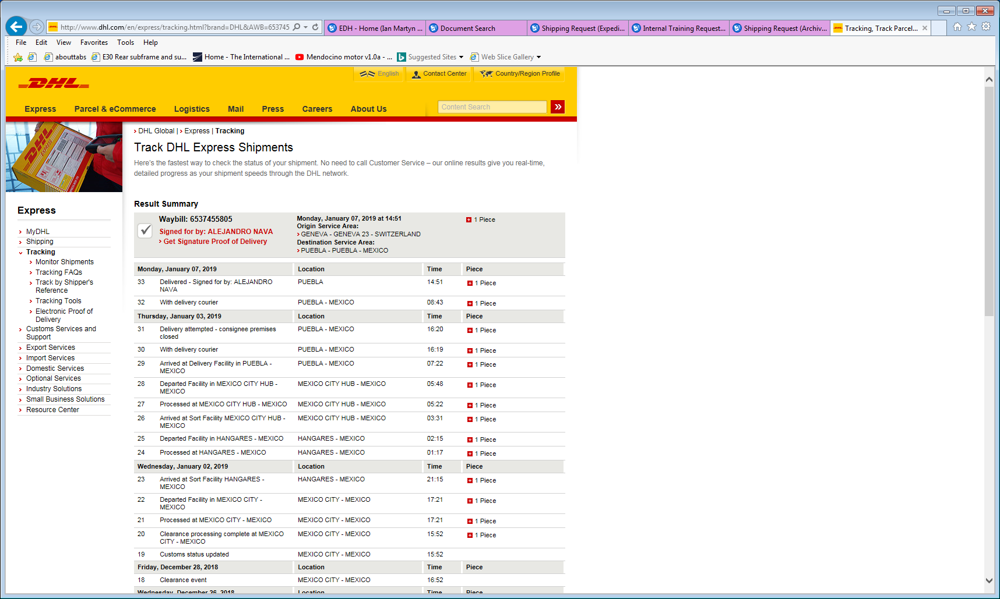 http://www.dhl.com/en/express/tracking.html?brand=DHL&AWB=653745
EDH - Home (Ian Martyn ...
Document Search
Shipping Request (Expedi...
Internal Training Request...
Shipping Request (Archiv...
Tracking, Track Parcel...
File Edit View Favorites Tools Help
abouttabs
E30 Rear subframe and su...
Home - The International ...
Mendocino motor v1.0a - ...
Suggested Sites
Web Slice Gallery
DHL
English
Contact Center
Country/Region Profile
Express Parcel & eCommerce Logistics Mail Press Careers About Us
Content Search
DHL
EXPRESS
DHL Global | Express | Tracking
Track DHL Express Shipments
Here's the fastest way to check the status of your shipment. No need to call Customer Service – our online results give you real-time,
detailed progress as your shipment speeds through the DHL network.
Express
MyDHL
Shipping
Tracking
Monitor Shipments
Tracking FAQs
Track by Shipper's
Reference
Tracking Tools
Electronic Proof of
Delivery
Customs Services and
Support
Export Services
Import Services
Domestic Services
Optional Services
Industry Solutions
Small Business Solutions
Resource Center
Result Summary
Waybill: 6537455805
Signed for by: ALEJANDRO NAVA
Get Signature Proof of Delivery
Monday, January 07, 2019 at 14:51
Origin Service Area:
GENEVA - GENEVA 23 - SWITZERLAND
Destination Service Area:
PUEBLA - PUEBLA - MEXICO
1 Piece
Monday, January 07, 2019 Location Time Piece
33 Delivered - Signed for by: ALEJANDRO PUEBLA 14:51 1 Piece
NAVA
32 With delivery courier PUEBLA - MEXICO 08:43 1 Piece
Thursday, January 03, 2019 Location Time Piece
31 Delivery attempted - consignee premises PUEBLA - MEXICO 16:20 1 Piece
closed
30 With delivery courier PUEBLA - MEXICO 16:19 1 Piece
29 Arrived at Delivery Facility in PUEBLA - PUEBLA - MEXICO 07:22 1 Piece
MEXICO
28 Departed Facility in MEXICO CITY HUB - MEXICO CITY HUB - MEXICO 05:48 1 Piece
MEXICO
27 Processed at MEXICO CITY HUB - MEXICO MEXICO CITY HUB - MEXICO 05:22 1 Piece
26 Arrived at Sort Facility MEXICO CITY HUB - MEXICO CITY HUB - MEXICO 03:31 1 Piece
MEXICO
25 Departed Facility in HANGARES - MEXICO HANGARES - MEXICO 02:15 1 Piece
24 Processed at HANGARES - MEXICO HANGARES - MEXICO 01:17 1 Piece
Wednesday, January 02, 2019 Location Time Piece
23 Arrived at Sort Facility HANGARES - HANGARES - MEXICO 21:15 1 Piece
MEXICO
22 Departed Facility in MEXICO CITY - MEXICO CITY - MEXICO 17:21 1 Piece
MEXICO
21 Processed at MEXICO CITY - MEXICO MEXICO CITY - MEXICO 17:21 1 Piece
20 Clearance processing complete at MEXICO MEXICO CITY - MEXICO 15:52 1 Piece
CITY - MEXICO
19 Customs status updated MEXICO CITY - MEXICO 15:52
Friday, December 28, 2018 Location Time Piece
18 Clearance event MEXICO CITY - MEXICO 16:52
Wednesday, December 26, 2018 Location Time Piece